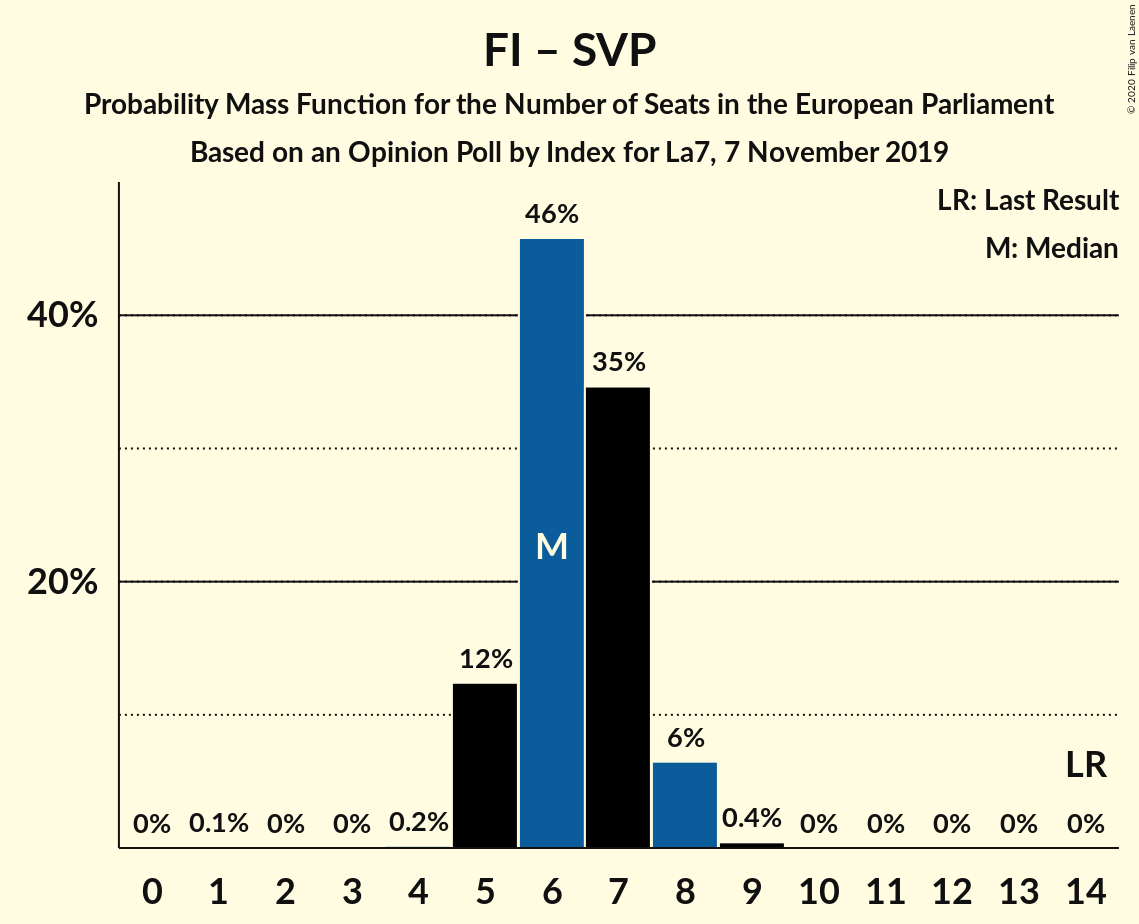 FI – SVP
Probability Mass Function for the Number of Seats in the European Parliament
Based on an Opinion Poll by Index for La7, 7 November 2019
© 2020 Filip van Laenen
LR: Last Result
M: Median
46%
40%
35%
M
20%
12%
6%
LR
0% 0.1% 0% 0% 0.2% 0.4% 0% 0% 0% 0% 0%
0 1 2 3 4 5 6 7 8 9 10 11 12 13 14